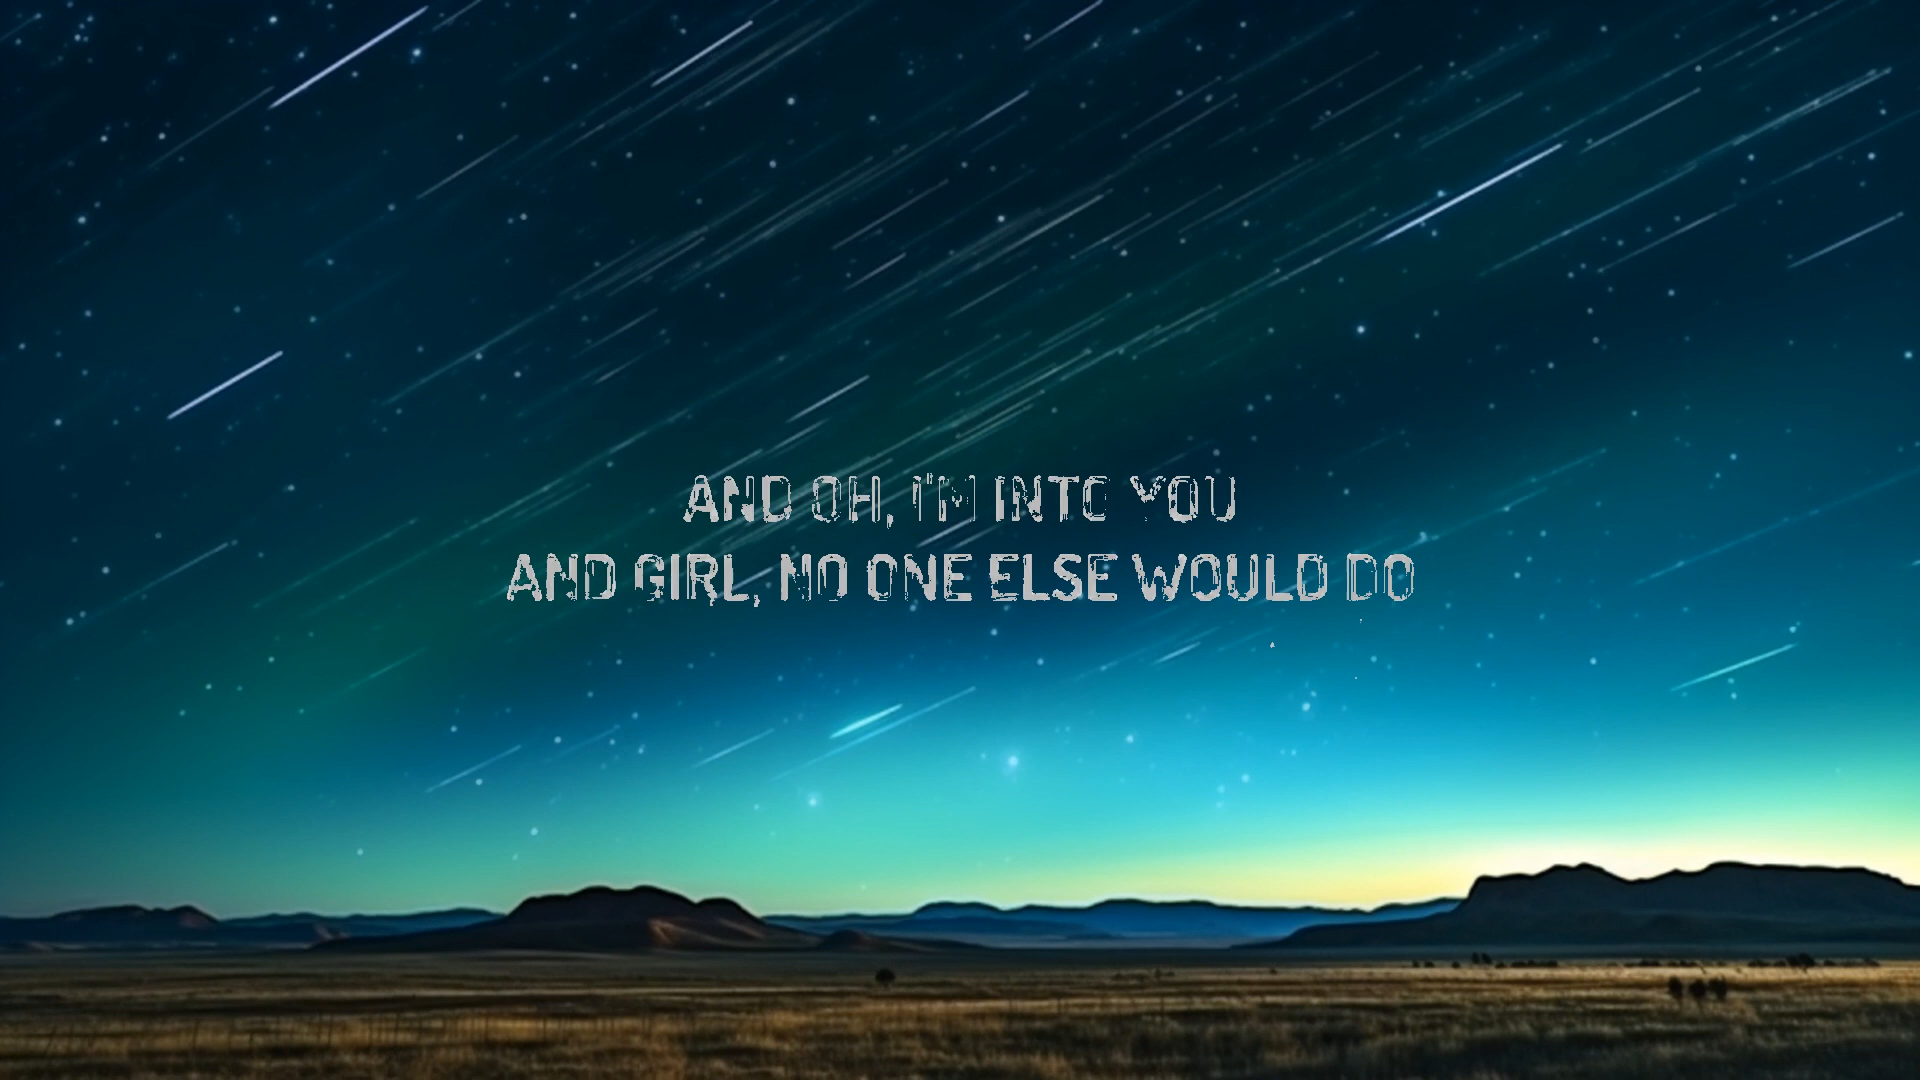 AND OH, I'M INTO YOU
AND GIRL, NO ONE ELSE WOULD DO